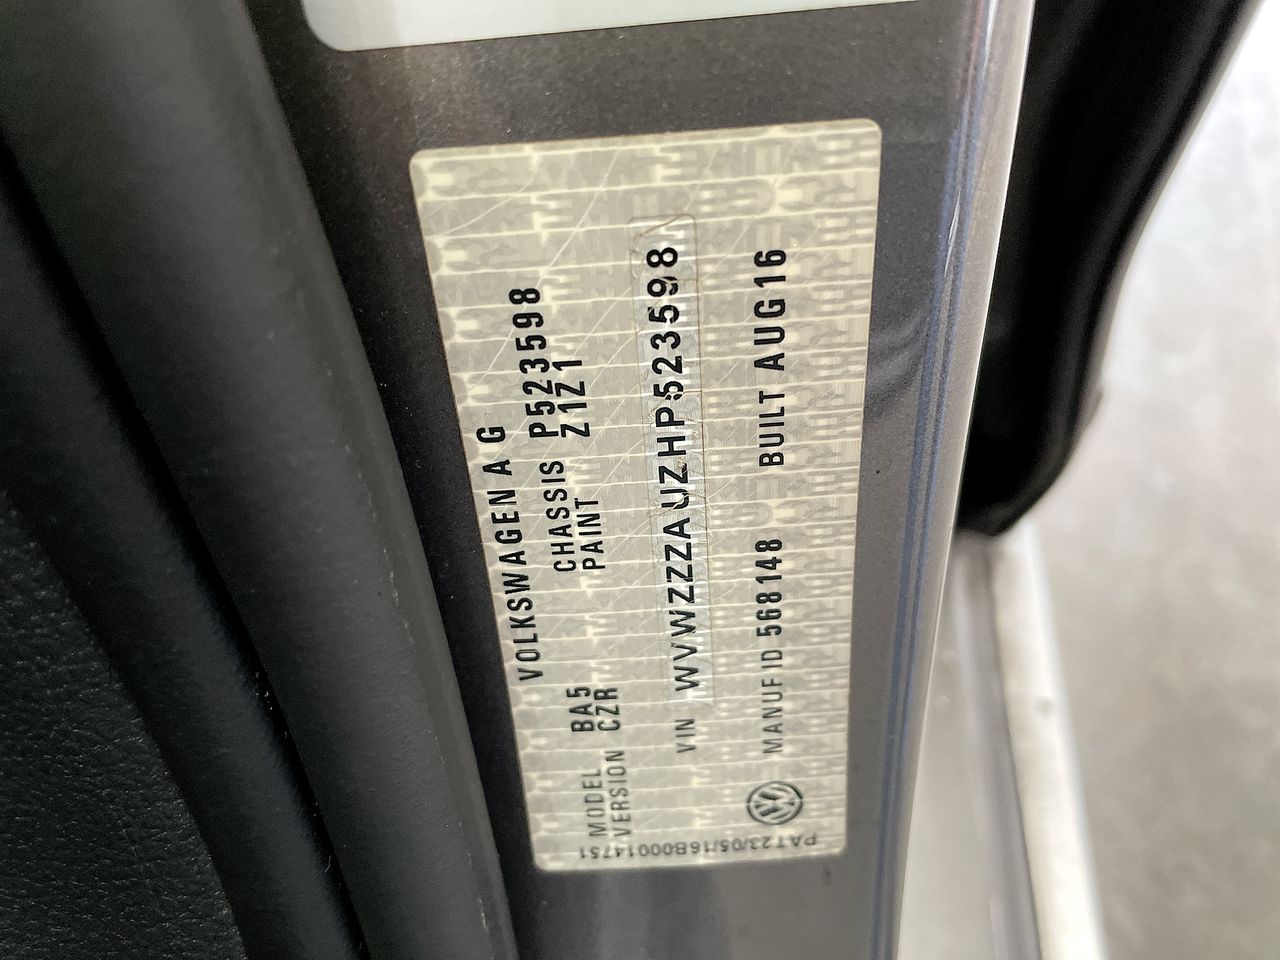 VOLKSWAGEN A G
MODEL BA5 CHASSIS P523598
VERSION CZR PAINT Z1Z1
VIN WVWZZZAUZHP523598
MANUF ID 568148 BUILT AUG16
PAT23/05/16B00014751